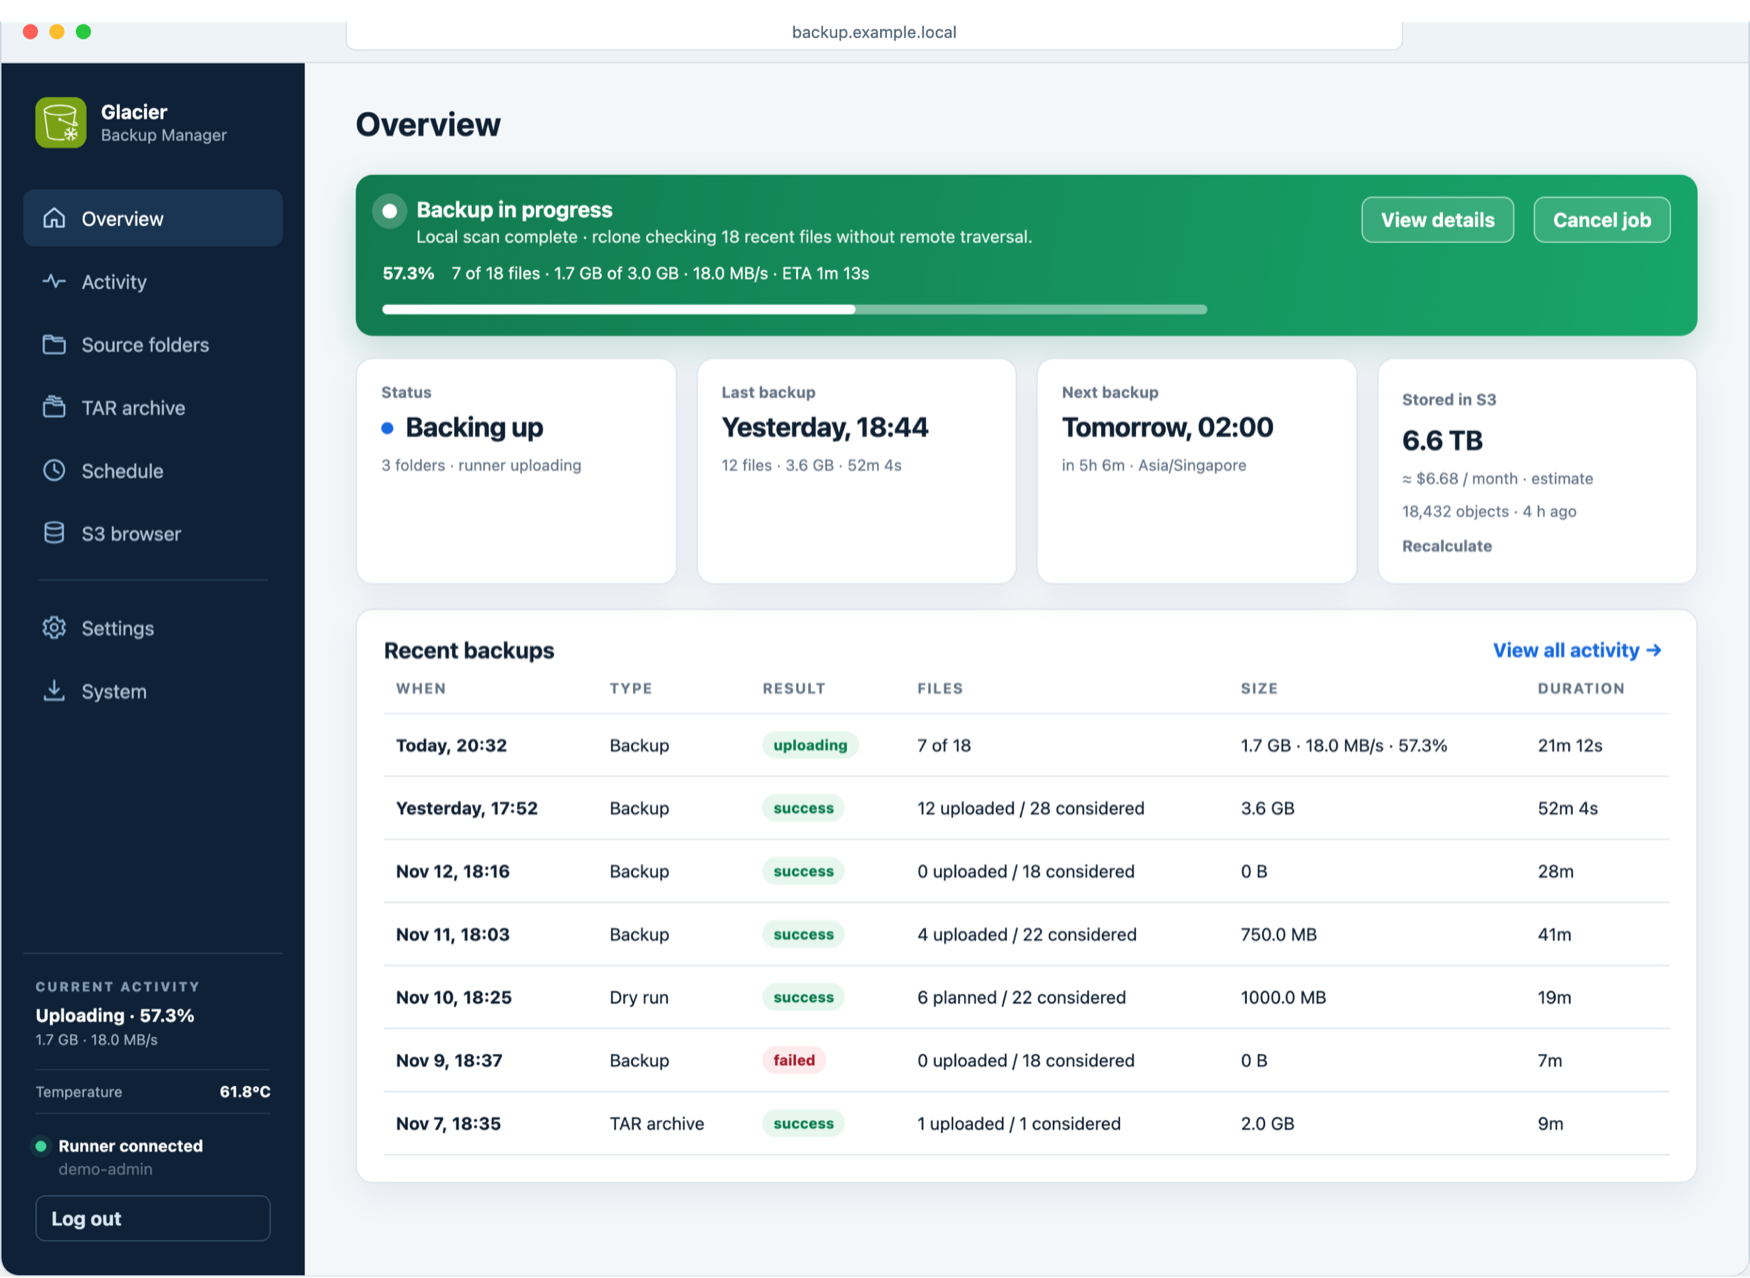 backup.example.local
Glacier
Backup Manager
Overview
Activity
Source folders
TAR archive
Schedule
S3 browser
Settings
System
CURRENT ACTIVITY
Uploading · 57.3%
1.7 GB · 18.0 MB/s
Temperature 61.8°C
Runner connected
demo-admin
Log out
Overview
Backup in progress
Local scan complete · rclone checking 18 recent files without remote traversal.
57.3% 7 of 18 files · 1.7 GB of 3.0 GB · 18.0 MB/s · ETA 1m 13s
View details
Cancel job
Status
Backing up
3 folders · runner uploading
Last backup
Yesterday, 18:44
12 files · 3.6 GB · 52m 4s
Next backup
Tomorrow, 02:00
in 5h 6m · Asia/Singapore
Stored in S3
6.6 TB
≈ $6.68 / month · estimate
18,432 objects · 4 h ago
Recalculate
Recent backups
View all activity →
WHEN TYPE RESULT FILES SIZE DURATION
Today, 20:32 Backup uploading 7 of 18 1.7 GB · 18.0 MB/s · 57.3% 21m 12s
Yesterday, 17:52 Backup success 12 uploaded / 28 considered 3.6 GB 52m 4s
Nov 12, 18:16 Backup success 0 uploaded / 18 considered 0 B 28m
Nov 11, 18:03 Backup success 4 uploaded / 22 considered 750.0 MB 41m
Nov 10, 18:25 Dry run success 6 planned / 22 considered 1000.0 MB 19m
Nov 9, 18:37 Backup failed 0 uploaded / 18 considered 0 B 7m
Nov 7, 18:35 TAR archive success 1 uploaded / 1 considered 2.0 GB 9m